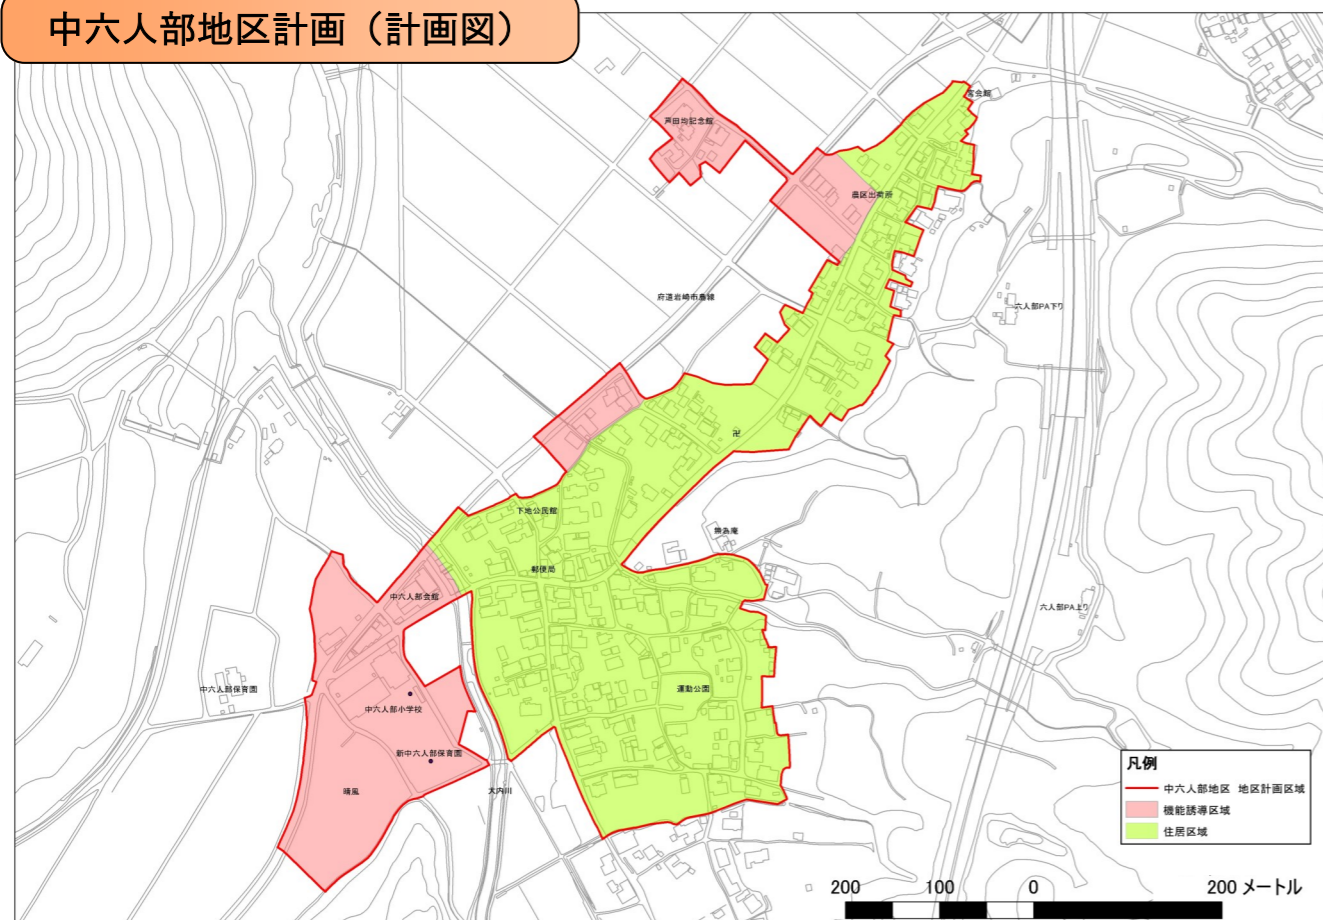 中六人部地区計画（計画図）
宮会館
芦田均記念館
農区出荷所
府道岩崎市島線
六人部PA下り
卍
下地公民館
郵便局
中六人部会館
六人部PA上り
中六人部保育園
運動公園
中六人部小学校
新中六人部保育園
晴風
大内川
凡例
中六人部地区 地区計画区域
機能誘導区域
住居区域
200 100 0 200 メートル